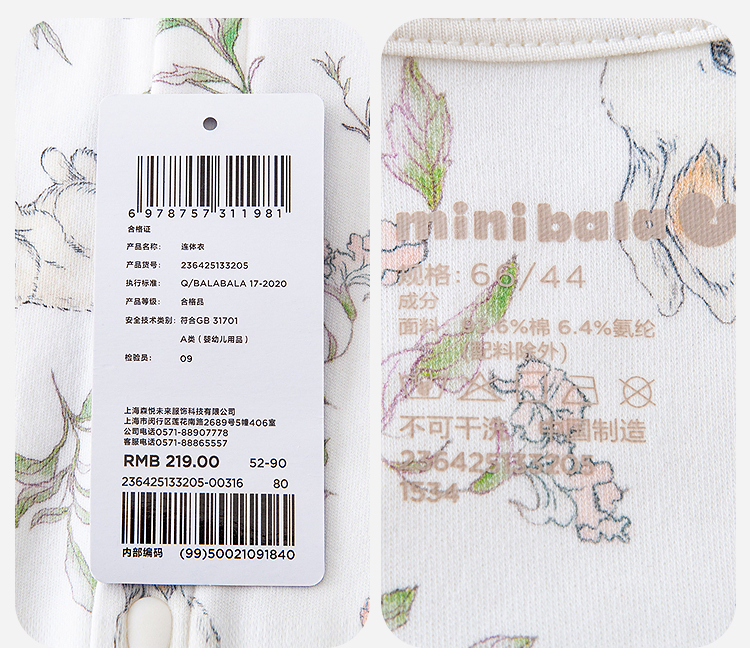 6 978757 311981
合格证
产品名称： 连体衣
产品货号： 236425133205
执行标准： Q/BALABALA 17-2020
产品等级： 合格品
安全技术类别： 符合GB 31701
A类（婴幼儿用品）
检验员： 09
上海森悦未来服饰科技有限公司
上海市闵行区莲花南路2689号5幢406室
公司电话0571-88907778
客服电话0571-88865557
RMB 219.00 52-90
236425133205-00316 80
内部编码 (99)50021091840
mini bala
规格: 66/44
成分
面料: 93.6%棉 6.4%氨纶
(配料除外)
不可干洗 中国制造
236425133205
1534